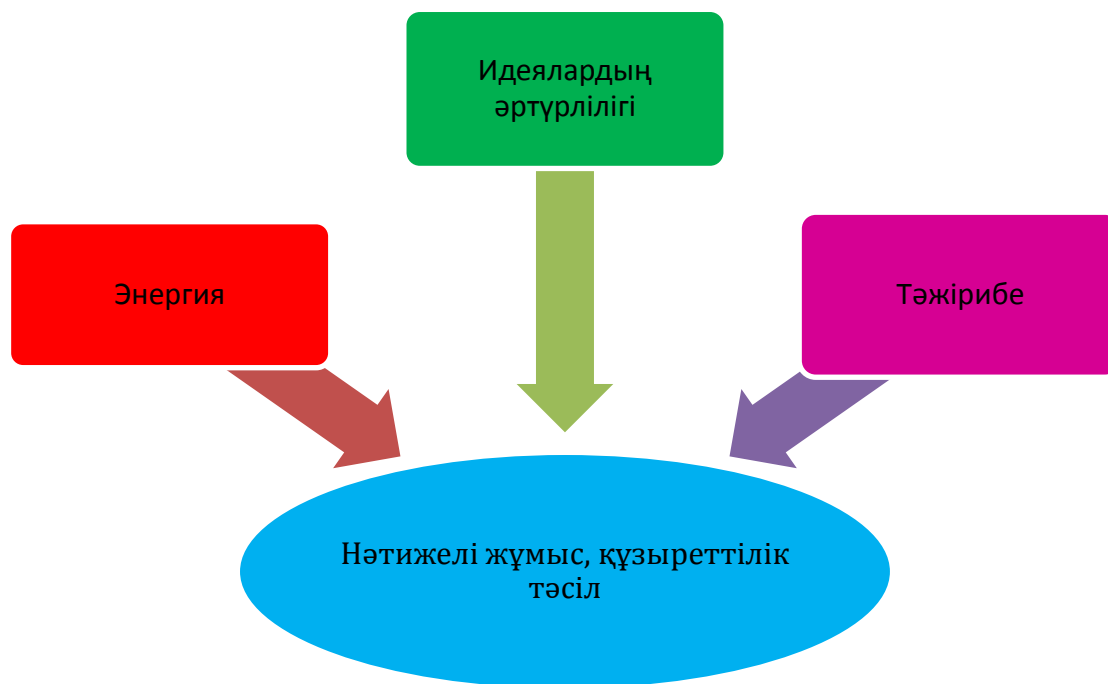 Идеялардың
әртүрлілігі
Энергия
Тәжірибе
Нәтижелі жұмыс, құзыреттілік
тәсіл